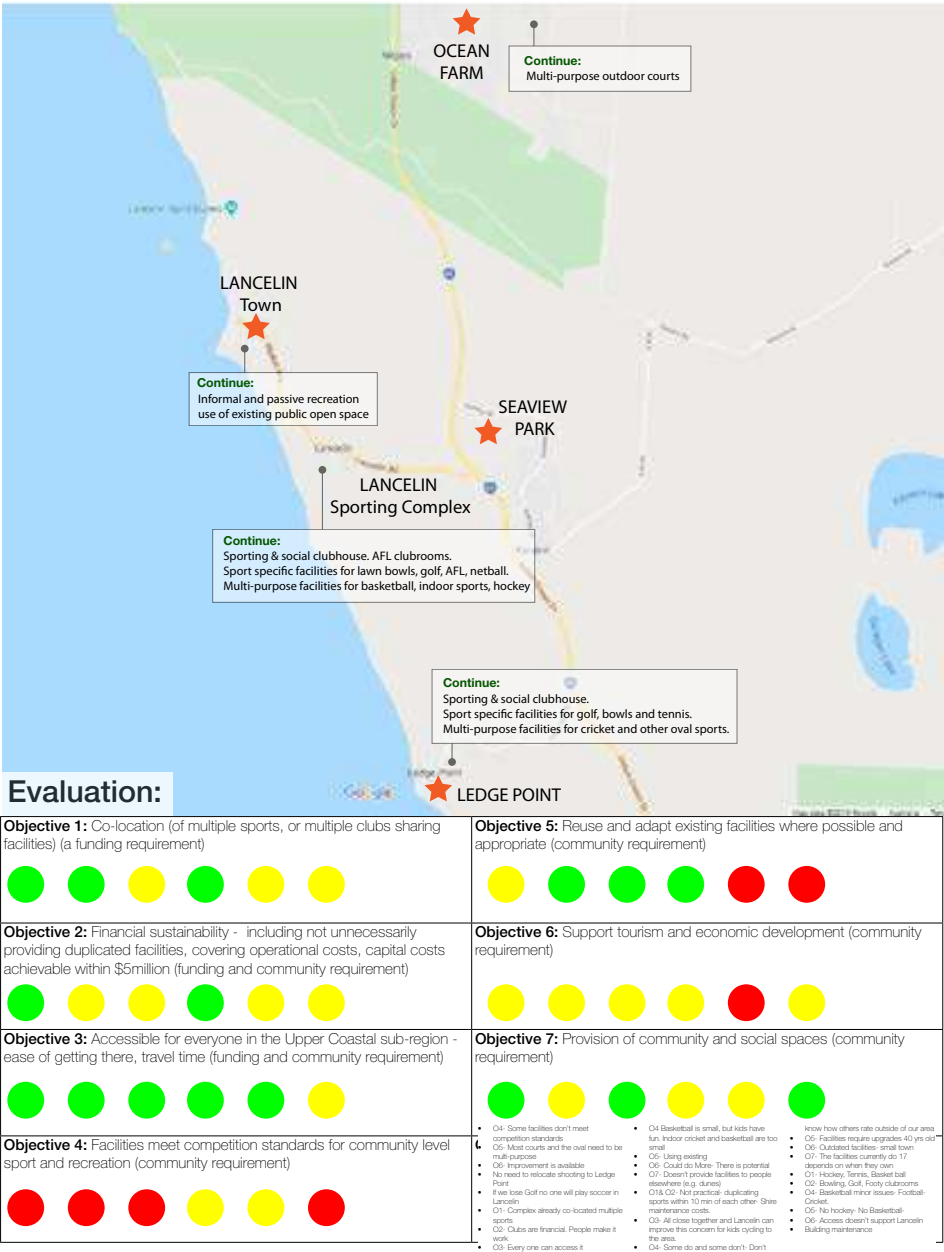 OCEAN
FARM
Continue:
Multi-purpose outdoor courts
LANCELIN
Town
Continue:
Informal and passive recreation
use of existing public open space
SEAVIEW
PARK
Lancelin
LANCELIN
Sporting Complex
Continue:
Sporting & social clubhouse. AFL clubrooms.
Sport specific facilities for lawn bowls, golf, AFL, netball.
Multi-purpose facilities for basketball, indoor sports, hockey
Continue:
Sporting & social clubhouse.
Sport specific facilities for golf, bowls and tennis.
Multi-purpose facilities for cricket and other oval sports.
Ledge Point
LEDGE POINT
Google
Evaluation:
Objective 1: Co-location (of multiple sports, or multiple clubs sharing
facilities) (a funding requirement)
Objective 2: Financial sustainability - including not unnecessarily
providing duplicated facilities, covering operational costs, capital costs
achievable within $5million (funding and community requirement)
Objective 3: Accessible for everyone in the Upper Coastal sub-region -
ease of getting there, travel time (funding and community requirement)
Objective 4: Facilities meet competition standards for community level
sport and recreation (community requirement)
Objective 5: Reuse and adapt existing facilities where possible and
appropriate (community requirement)
Objective 6: Support tourism and economic development (community
requirement)
Objective 7: Provision of community and social spaces (community
requirement)
• O4- Some facilities don't meet
competition standards
• O5- Most courts and the oval need to be
multi-purpose
• O6- Improvement is available
• No need to relocate shooting to Ledge
Point
• If we lose Golf no one will play soccer in
Lancelin
• O1- Complex already co-located multiple
sports
• O2- Clubs are financial. People make it
work
• O3- Every one can access it
• O4 Basketball is small, but kids have
fun. Indoor cricket and basketball are too
small
• O5- Using existing
• O6- Could do More- There is potential
• O7- Doesn't provide facilities to people
elsewhere (e.g. dunes)
• O1& O2- Not practical- duplicating
sports within 10 min of each other- Shire
maintenance costs.
• O3- All close together and Lancelin can
improve this concern for kids cycling to
the area.
• O4- Some do and some don't- Don't
know how others rate outside of our area
• O5- Facilities require upgrades 40 yrs old
• O6- Outdated facilities- small town
• O7- The facilities currently do 17
depends on when they own
• O1- Hockey, Tennis, Basket ball
• O2- Bowling, Golf, Footy clubrooms
• O4- Basketball minor issues- Football-
Cricket.
• O5- No hockey- No Basketball-
• O6- Access doesn't support Lancelin
• Building maintenance